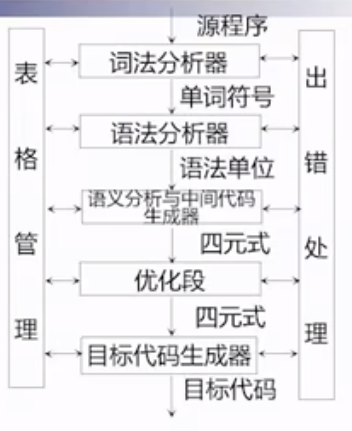 源程序
词法分析器
单词符号
语法分析器
语法单位
语义分析与中间代码
生成器
四元式
优化段
四元式
目标代码生成器
目标代码
表格管理
出错处理